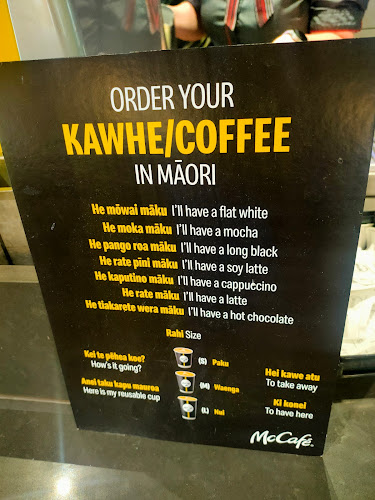 ORDER YOUR
KAWHE/COFFEE
IN MĀORI
He mōwai māku I'll have a flat white
He moka māku I'll have a mocha
He pango roa māku I'll have a long black
He rate pīni māku I'll have a soy latte
He kaputino māku I'll have a cappuccino
He rate māku I'll have a latte
He tiakarete wera māku I'll have a hot chocolate
Rahi Size
Kei te pēhea koe?
How's it going?
Anei taku kapu mauroa
Here is my reusable cup
(S) Paku
(M) Waenga
(L) Nui
Hei kawe atu
To take away
Ki konei
To have here
McCafé